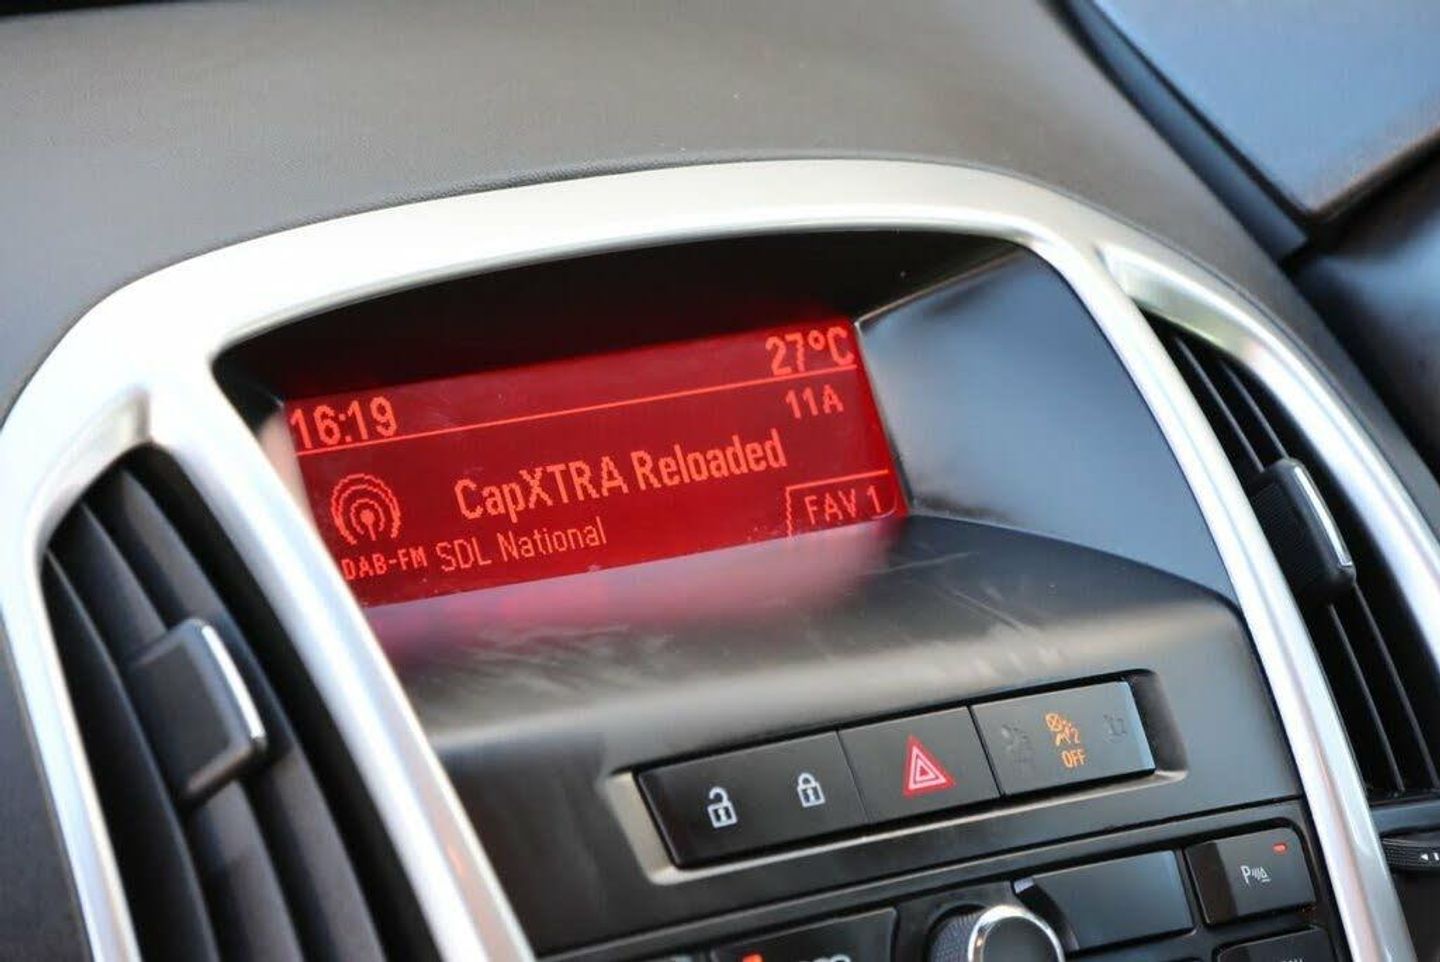 27°C
16:19
11A
CapXTRA Reloaded
FAV 1
DAB-FM SDL National
OFF
P